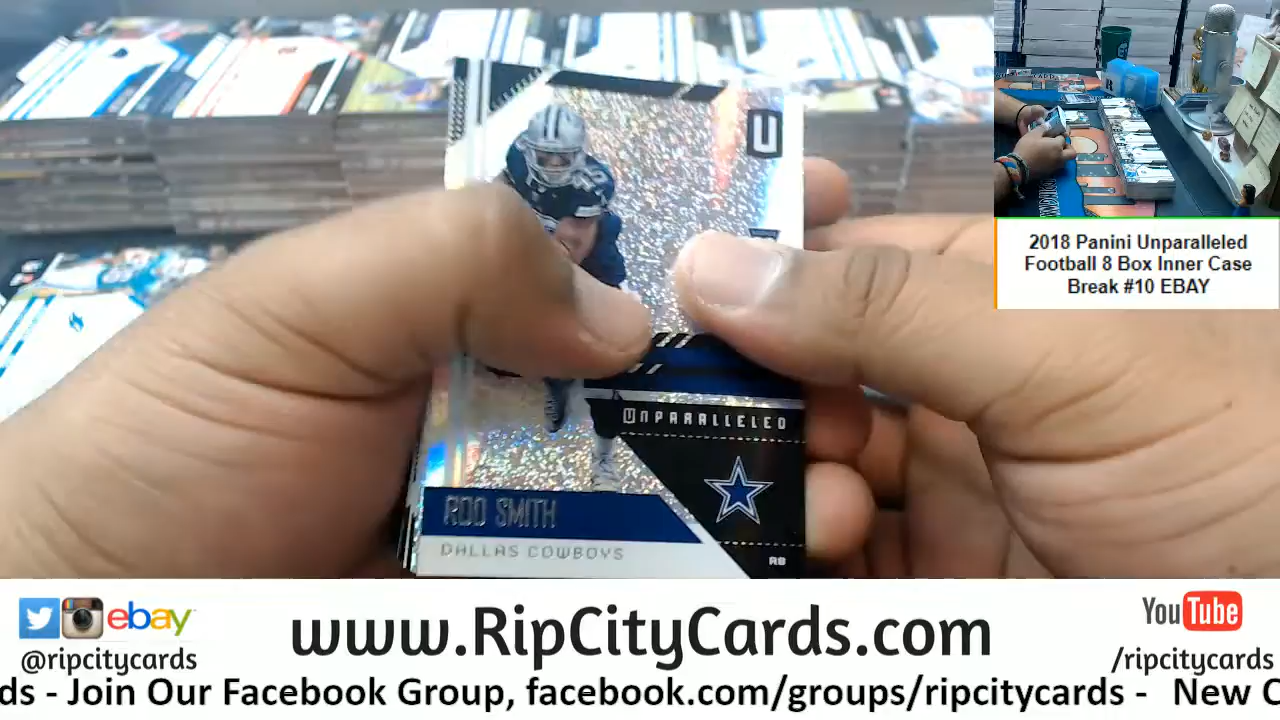 U
UNPARALLELED
ROD SMITH
DALLAS COWBOYS
RB
2018 Panini Unparalleled
Football 8 Box Inner Case
Break #10 EBAY
ebay
@ripcitycards
www.RipCityCards.com
YouTube
/ripcitycards
ds - Join Our Facebook Group, facebook.com/groups/ripcitycards - New C